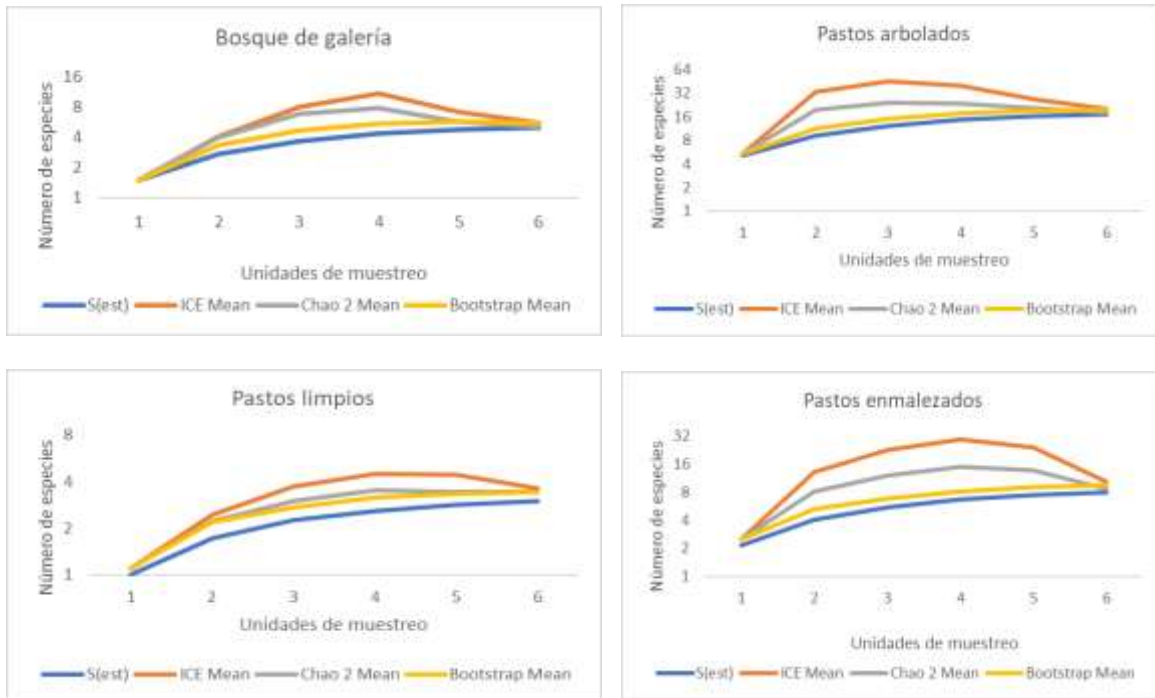 Bosque de galería
Número de especies
16
8
4
2
1
1 2 3 4 5 6
Unidades de muestreo
S(est) ICE Mean Chao 2 Mean Bootstrap Mean
Pastos arbolados
Número de especies
64
32
16
8
4
2
1
1 2 3 4 5 6
Unidades de muestreo
S(est) ICE Mean Chao 2 Mean Bootstrap Mean
Pastos limpios
Número de especies
8
4
2
1
1 2 3 4 5 6
Unidades de muestreo
S(est) ICE Mean Chao 2 Mean Bootstrap Mean
Pastos enmalezados
Número de especies
32
16
8
4
2
1
1 2 3 4 5 6
Unidades de muestreo
S(est) ICE Mean Chao 2 Mean Bootstrap Mean